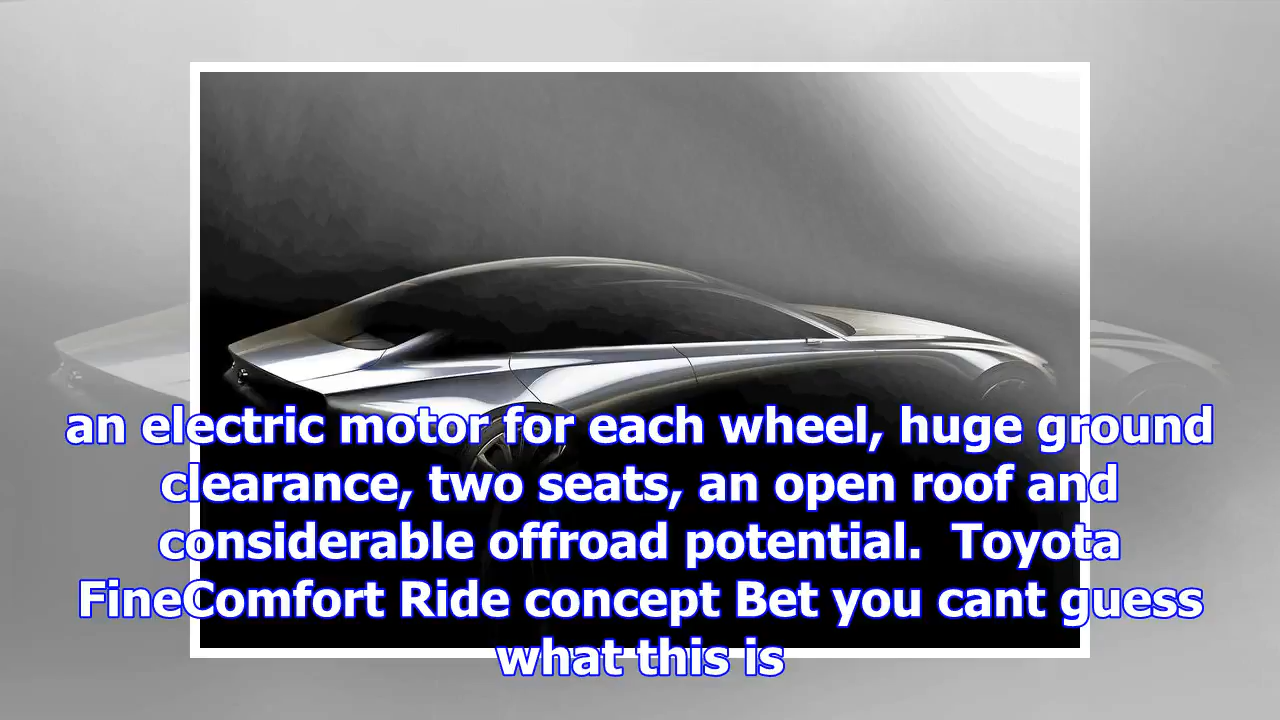 an electric motor for each wheel, huge ground
clearance, two seats, an open roof and
considerable offroad potential.  Toyota
FineComfort Ride concept Bet you cant guess
what this is